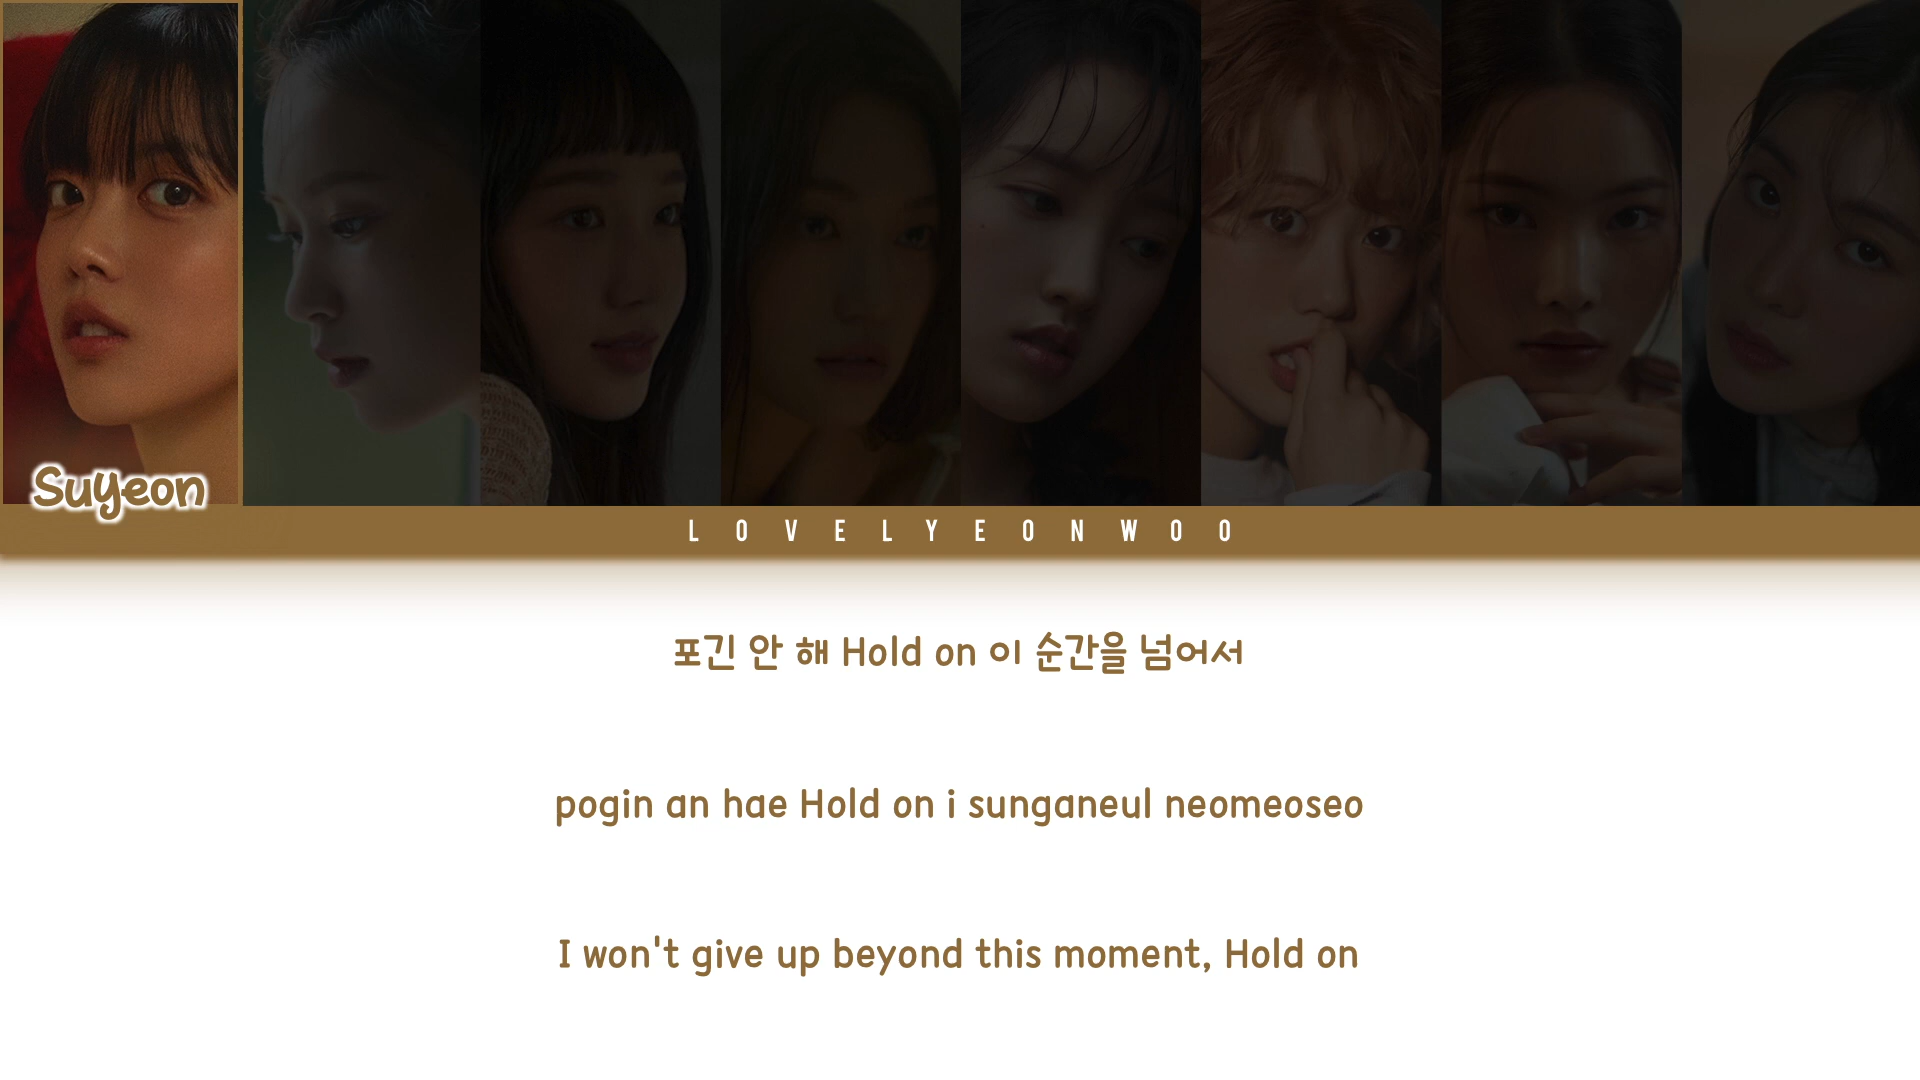 Suyeon
LOVELYEONWOO
포긴 안 해 Hold on 이 순간을 넘어서
pogin an hae Hold on i sunganeul neomeoseo
I won't give up beyond this moment, Hold on